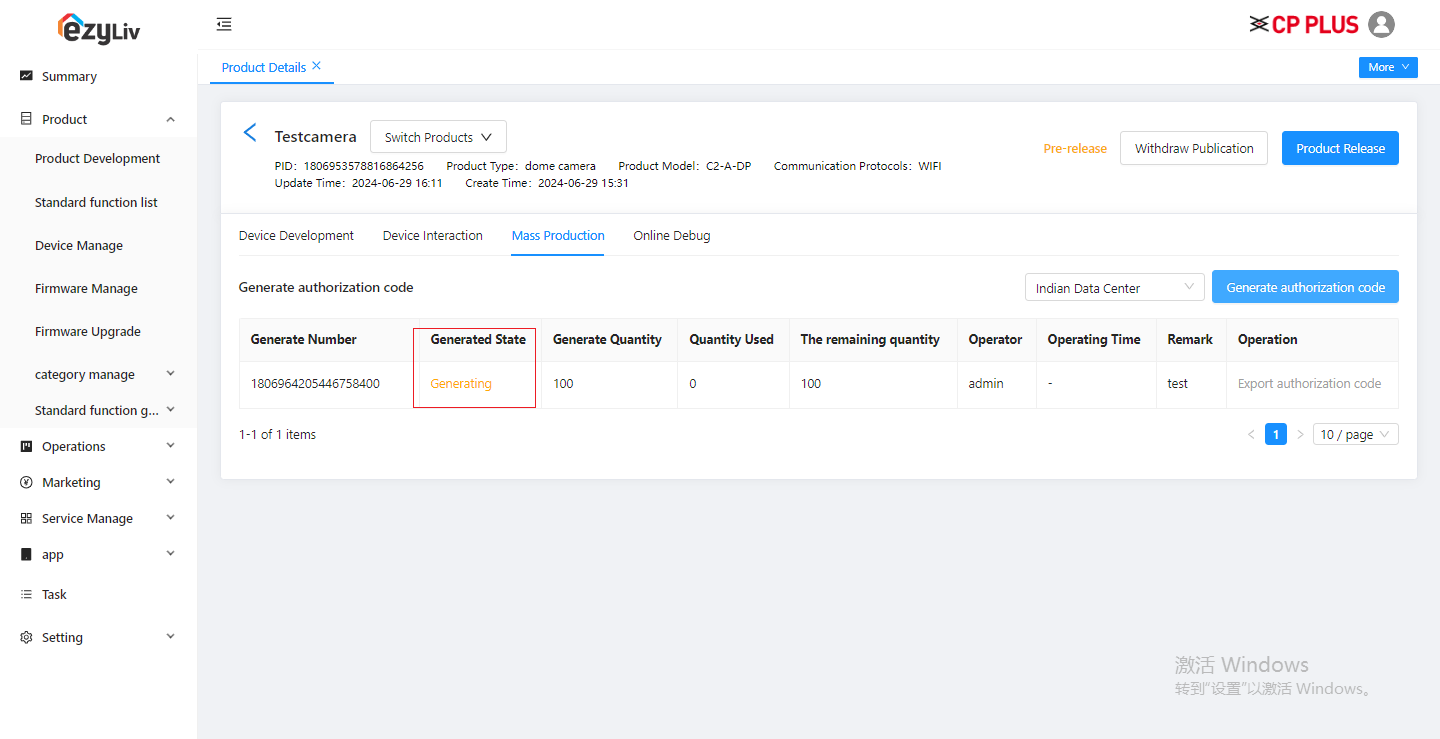 ezyLiv
CP PLUS
Summary
Product
Product Development
Standard function list
Device Manage
Firmware Manage
Firmware Upgrade
category manage
Standard function g...
Operations
Marketing
Service Manage
app
Task
Setting
Product Details
More
Testcamera
Switch Products
Pre-release
Withdraw Publication
Product Release
PID: 1806953578816864256 Product Type: dome camera Product Model: C2-A-DP Communication Protocols: WIFI
Update Time: 2024-06-29 16:11 Create Time: 2024-06-29 15:31
Device Development Device Interaction Mass Production Online Debug
Generate authorization code
Indian Data Center
Generate authorization code
Generate Number Generated State Generate Quantity Quantity Used The remaining quantity Operator Operating Time Remark Operation
1806964205446758400 Generating 100 0 100 admin - test Export authorization code
1-1 of 1 items
1
10 / page
激活 Windows
转到“设置”以激活 Windows。